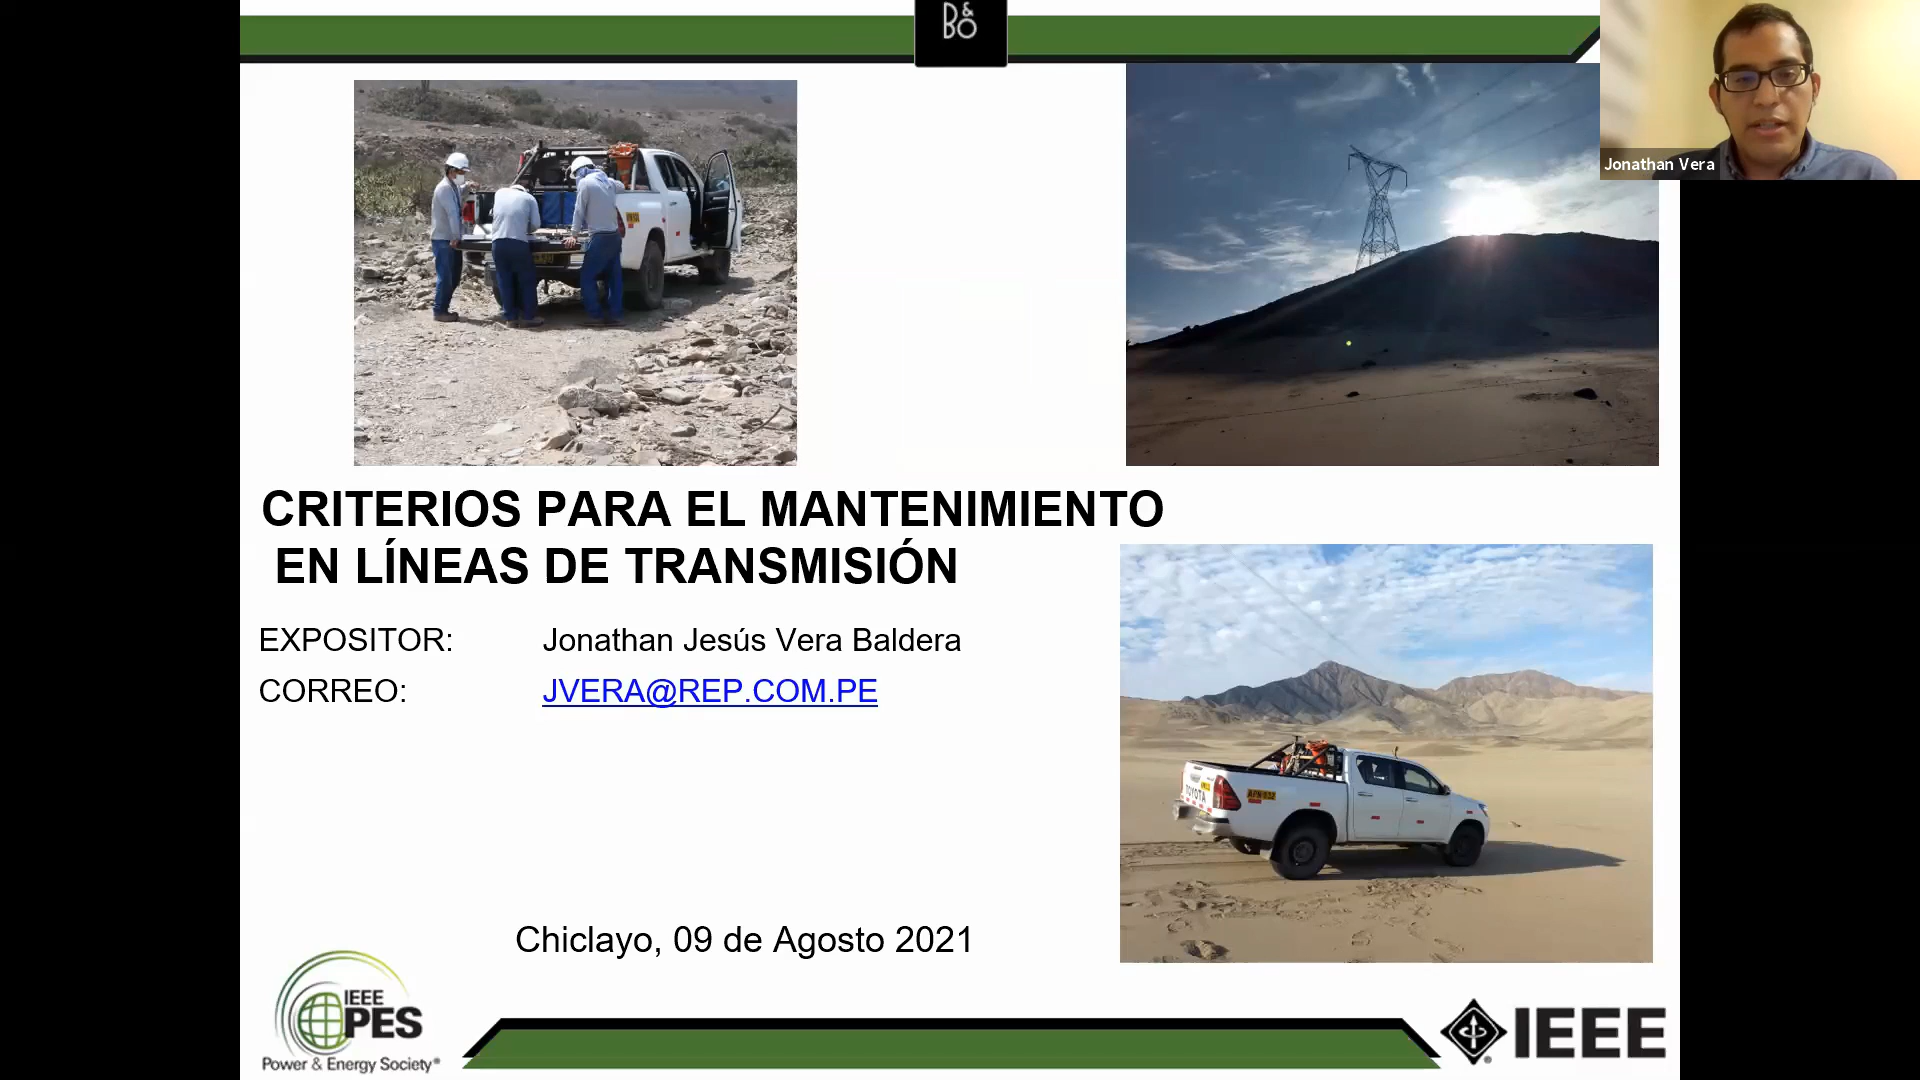 B&O
Jonathan Vera
CRITERIOS PARA EL MANTENIMIENTO
EN LÍNEAS DE TRANSMISIÓN
EXPOSITOR: Jonathan Jesús Vera Baldera
CORREO: JVERA@REP.COM.PE
TOYOTA
Chiclayo, 09 de Agosto 2021
IEEE
PES
Power & Energy Society®
IEEE